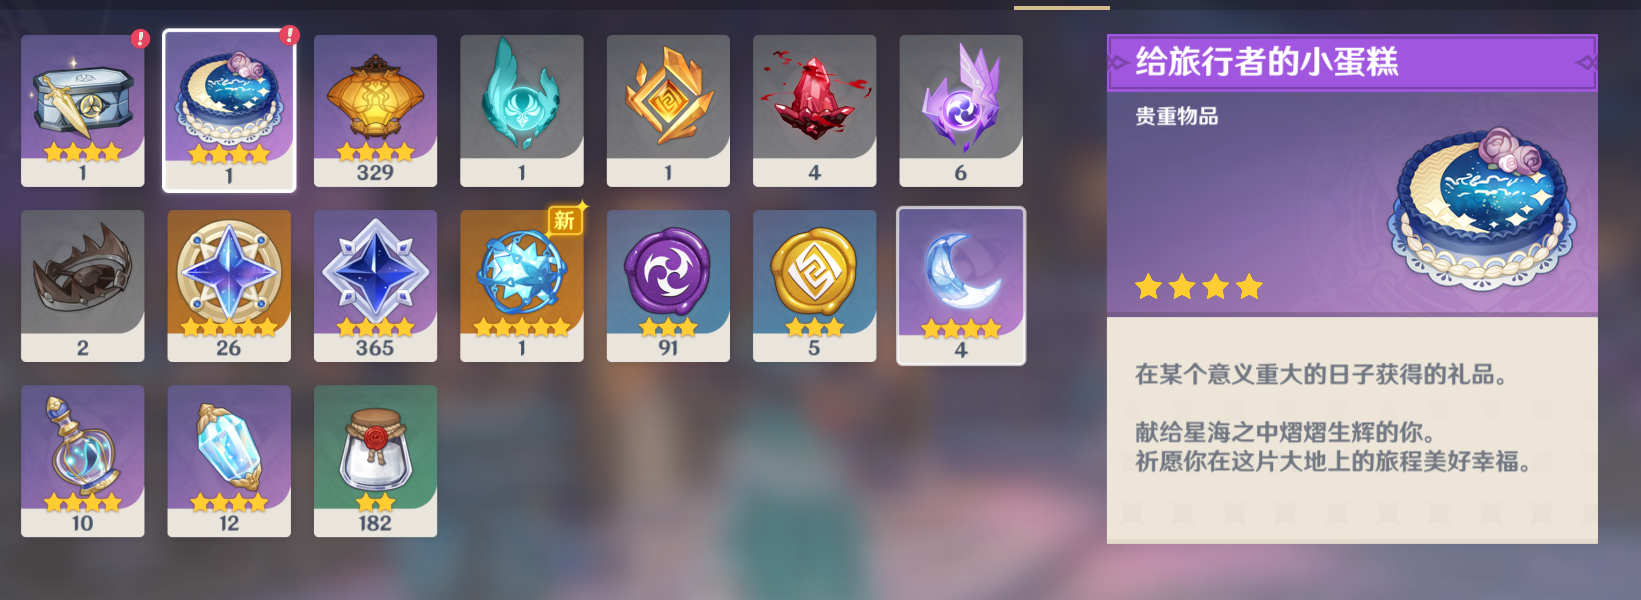 1
1
329
1
1
4
6
2
26
365
新
1
91
5
4
10
12
182
给旅行者的小蛋糕
贵重物品
在某个意义重大的日子获得的礼品。
献给星海之中熠熠生辉的你。
祈愿你在这片大地上的旅程美好幸福。